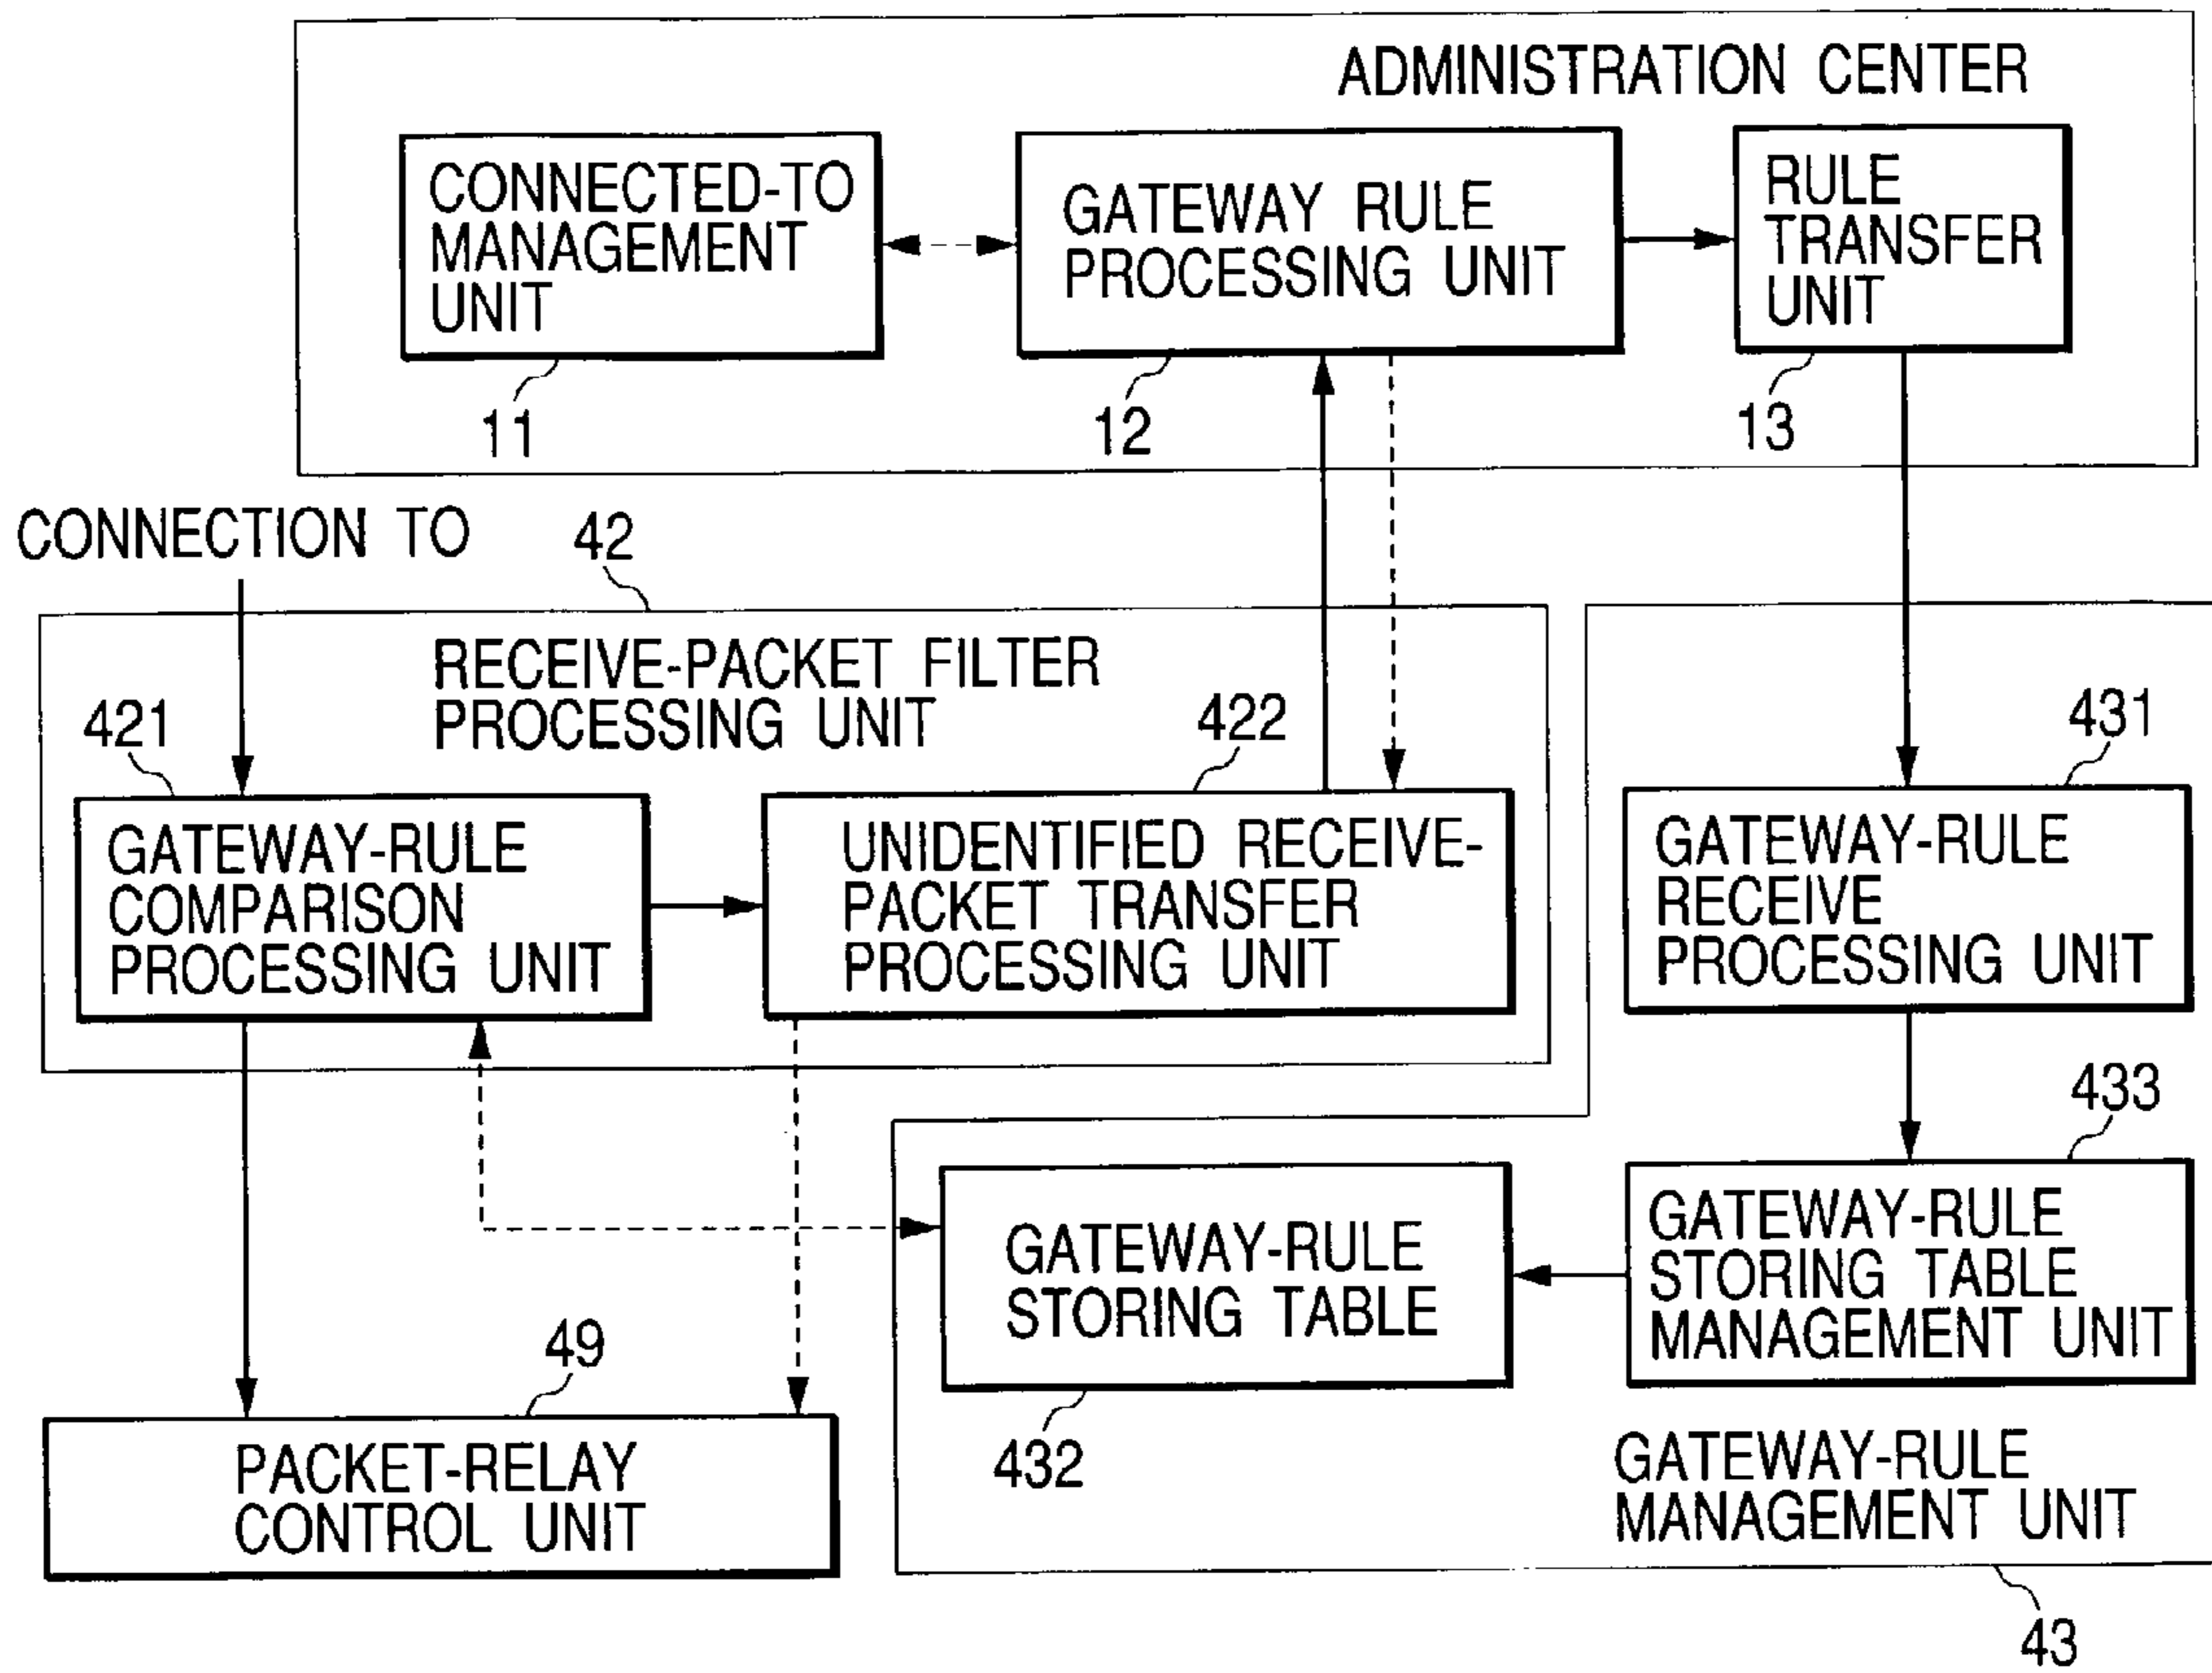 ADMINISTRATION CENTER
CONNECTED-TO
MANAGEMENT
UNIT
11
GATEWAY RULE
PROCESSING UNIT
12
RULE
TRANSFER
UNIT
13
CONNECTION TO
42
RECEIVE-PACKET FILTER
PROCESSING UNIT
421
GATEWAY-RULE
COMPARISON
PROCESSING UNIT
422
UNIDENTIFIED RECEIVE-
PACKET TRANSFER
PROCESSING UNIT
431
GATEWAY-RULE
RECEIVE
PROCESSING UNIT
433
GATEWAY-RULE
STORING TABLE
MANAGEMENT UNIT
GATEWAY-RULE
STORING TABLE
432
49
PACKET-RELAY
CONTROL UNIT
GATEWAY-RULE
MANAGEMENT UNIT
43